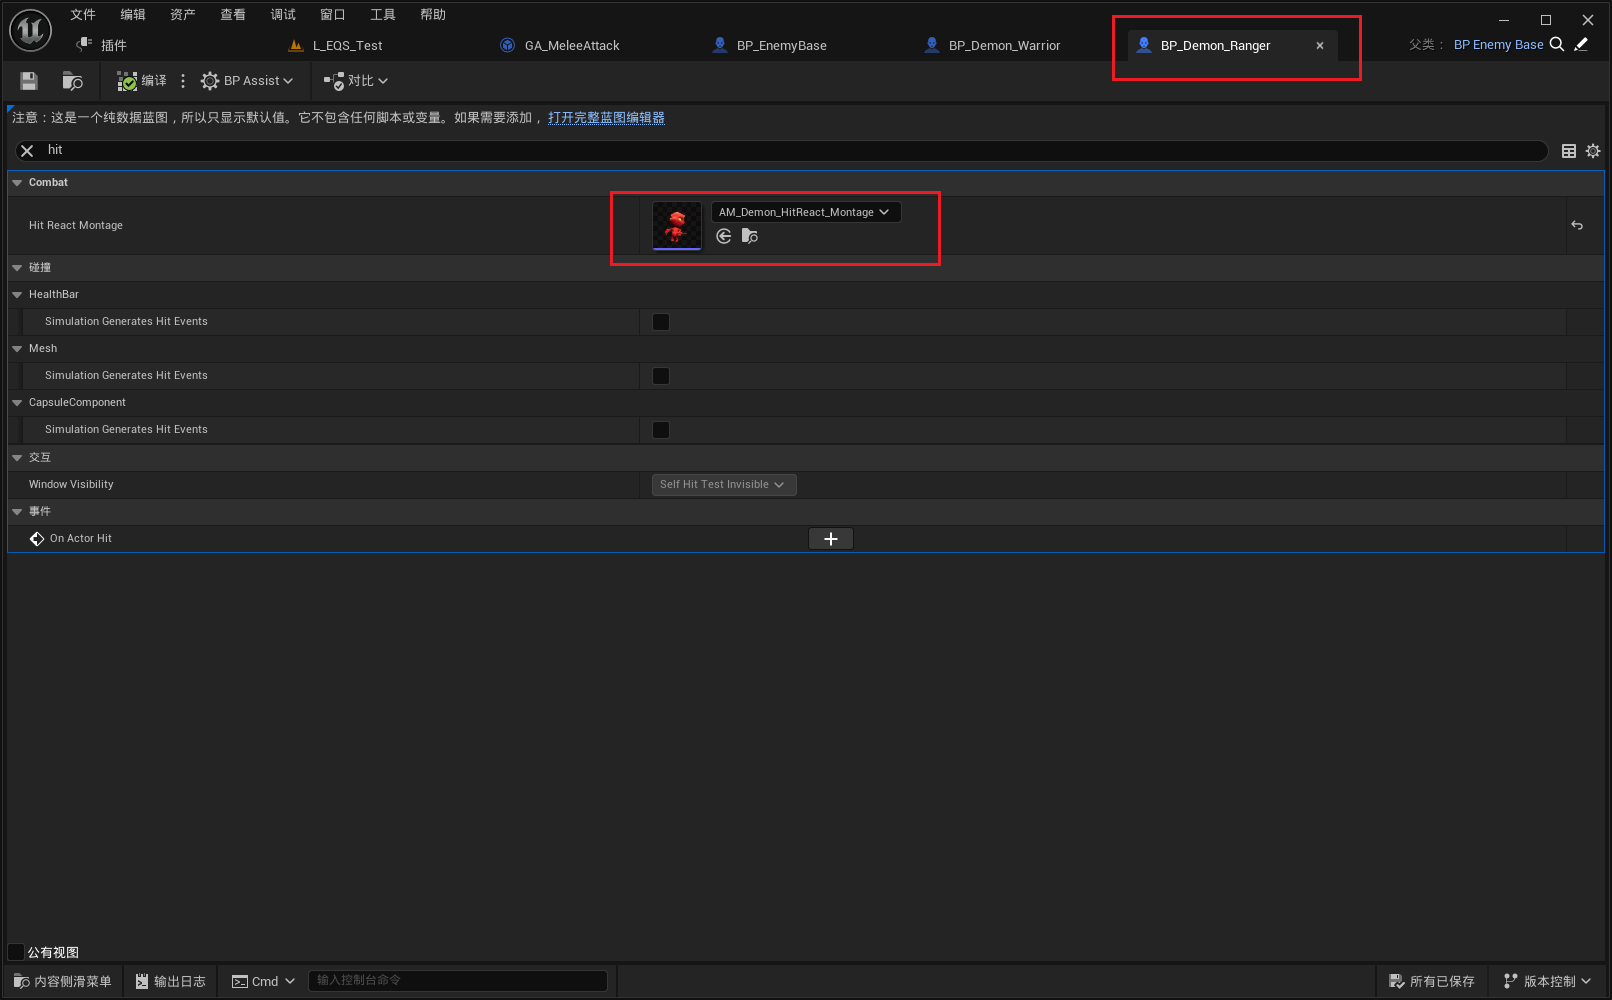 文件 编辑 资产 查看 调试 窗口 工具 帮助
插件 L_EQS_Test GA_MeleeAttack BP_EnemyBase BP_Demon_Warrior BP_Demon_Ranger 父类： BP Enemy Base
编译 BP Assist 对比
注意：这是一个纯数据蓝图，所以只显示默认值。它不包含任何脚本或变量。如果需要添加， 打开完整蓝图编辑器
hit
Combat
Hit React Montage AM_Demon_HitReact_Montage
碰撞
HealthBar
Simulation Generates Hit Events
Mesh
Simulation Generates Hit Events
CapsuleComponent
Simulation Generates Hit Events
交互
Window Visibility Self Hit Test Invisible
事件
On Actor Hit
公有视图
内容侧滑菜单 输出日志 Cmd 输入控制台命令 所有已保存 版本控制